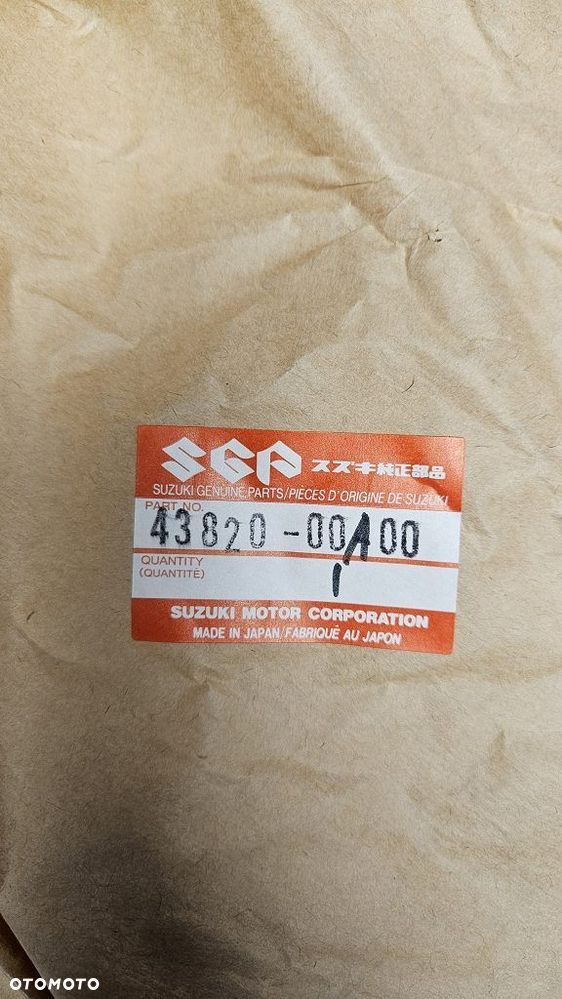 SGP スズキ純正部品
SUZUKI GENUINE PARTS/PIÈCES D'ORIGINE DE SUZUKI
PART NO.
43820-00A00
QUANTITY
(QUANTITÉ)
1
SUZUKI MOTOR CORPORATION
MADE IN JAPAN/FABRIQUÉ AU JAPON
OTOMOTO